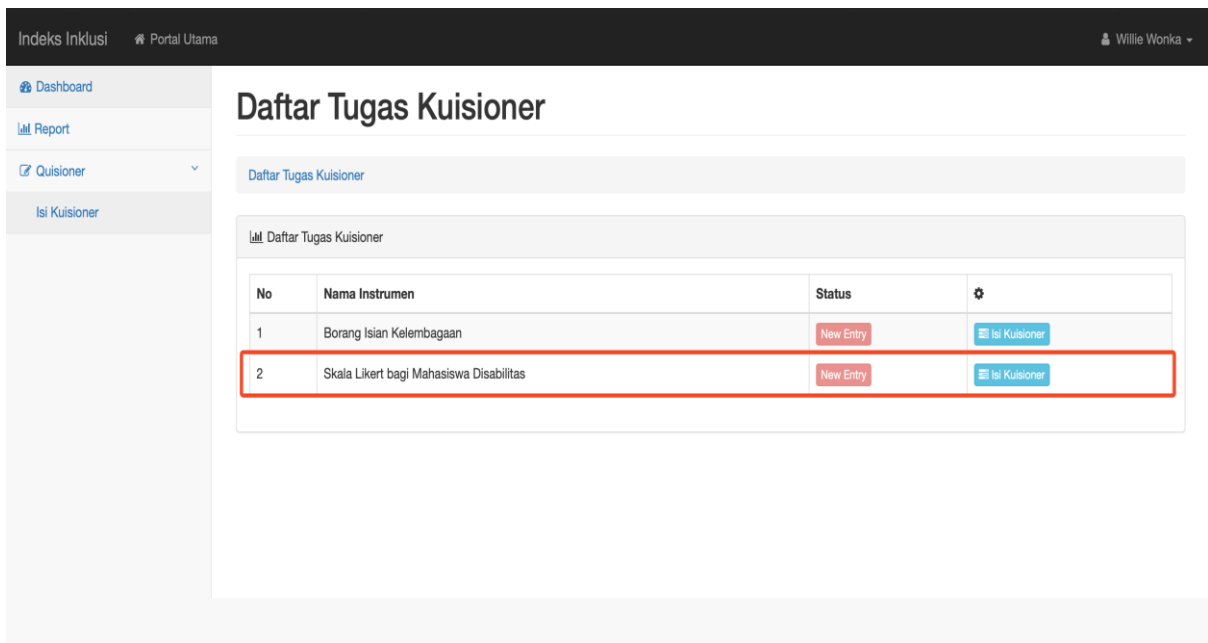 Indeks Inklusi Portal Utama Willie Wonka
Dashboard
Report
Quisioner
Isi Kuisioner
Daftar Tugas Kuisioner
Daftar Tugas Kuisioner
Daftar Tugas Kuisioner
No Nama Instrumen Status
1 Borang Isian Kelembagaan New Entry Isi Kuisioner
2 Skala Likert bagi Mahasiswa Disabilitas New Entry Isi Kuisioner